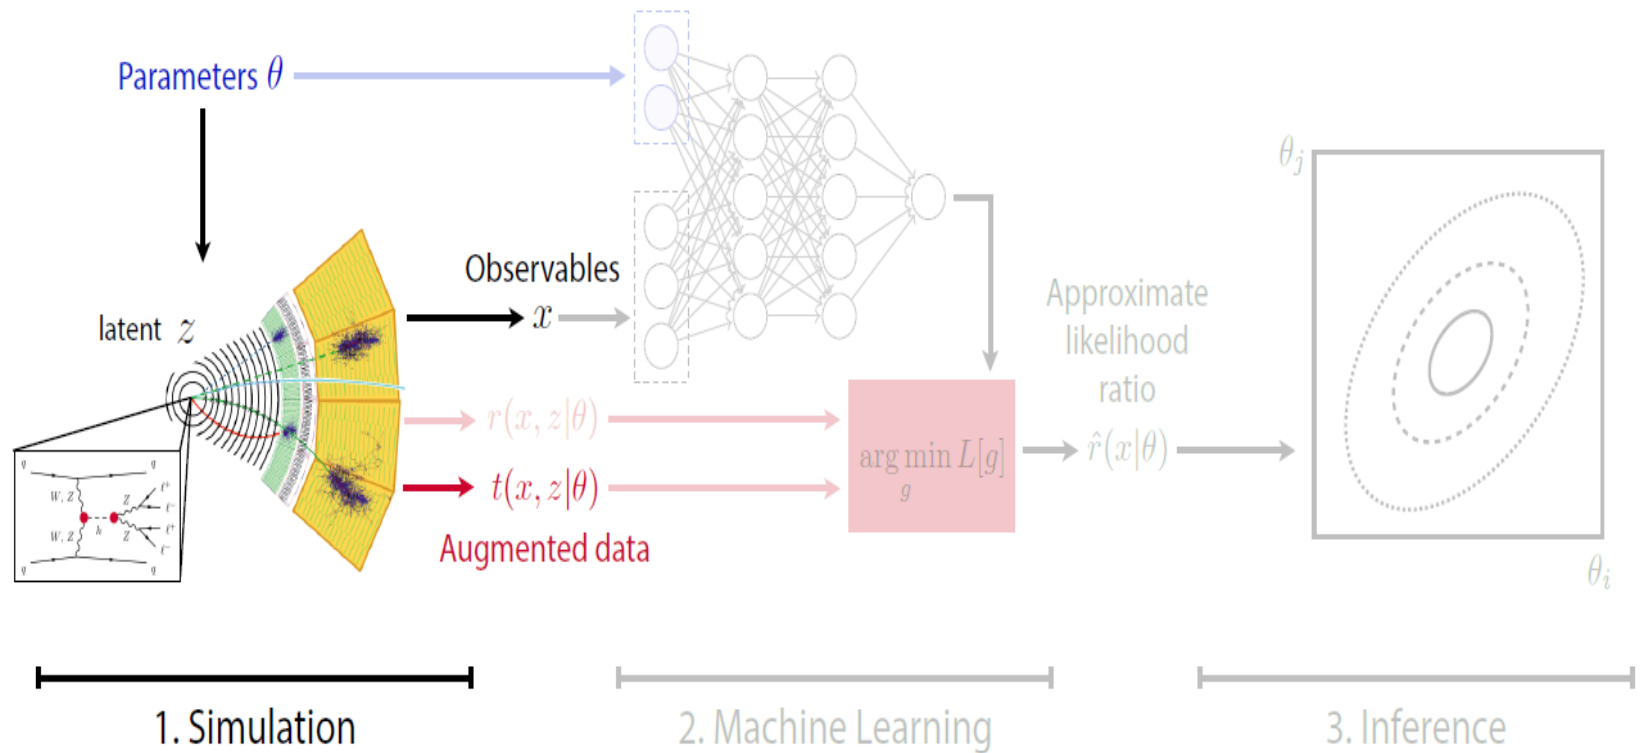 Parameters θ
Observables
x
latent z
r(x, z|θ)
t(x, z|θ)
Augmented data
arg min L[g]
g
Approximate
likelihood
ratio
r̂(x|θ)
θj
θi
q
q
W, Z
h
Z
Z
ℓ+
ℓ−
ℓ+
ℓ−
W, Z
q
q
1. Simulation
2. Machine Learning
3. Inference